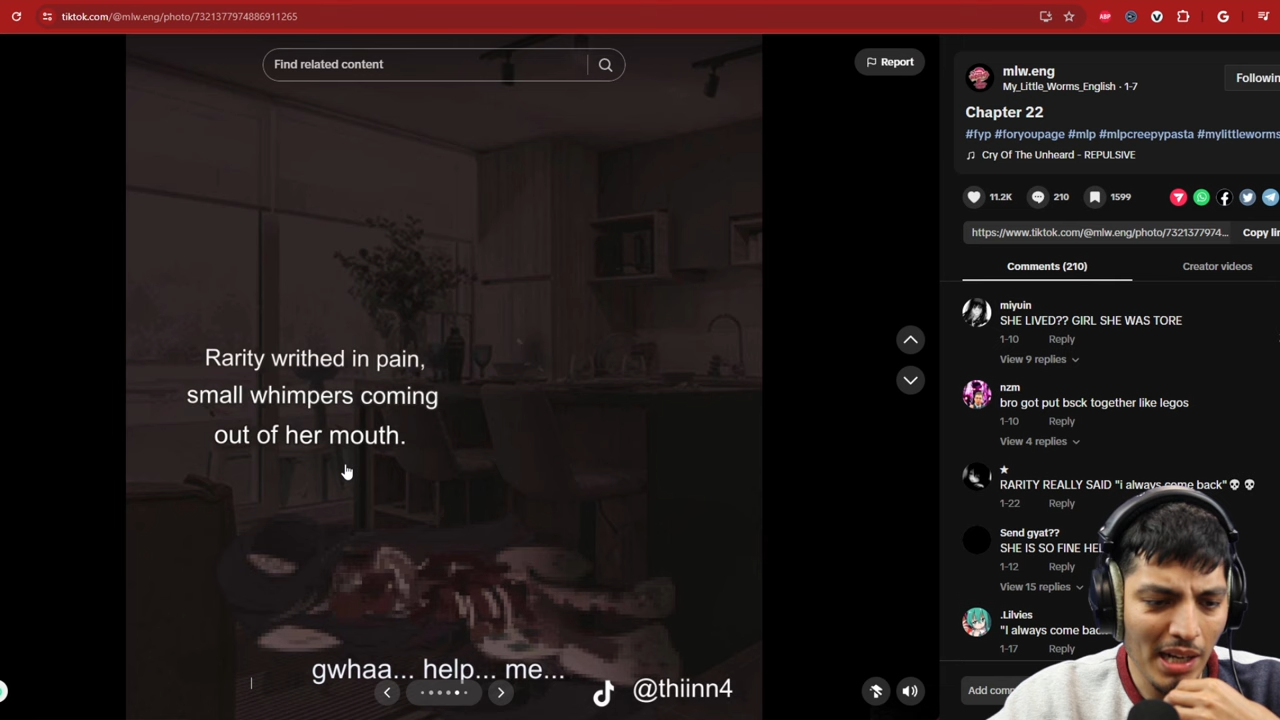 tiktok.com/@mlw.eng/photo/7321377974886911265
Find related content
Report
mlw.eng
My_Little_Worms_English · 1-7
Followin
Chapter 22
#fyp #foryoupage #mlp #mlpcreepypasta #mylittleworms
Cry Of The Unheard - REPULSIVE
11.2K
210
1599
https://www.tiktok.com/@mlw.eng/photo/732137797...
Copy lin
Comments (210)
Creator videos
miyuin
SHE LIVED?? GIRL SHE WAS TORE
1-10 Reply
View 9 replies
nzm
bro got put bsck together like legos
1-10 Reply
View 4 replies
★
RARITY REALLY SAID "i always come back"💀💀
1-22 Reply
Send gyat??
SHE IS SO FINE HEL
1-12 Reply
View 15 replies
.Lilvies
"I always come bac
1-17 Reply
Add com
Rarity writhed in pain,
small whimpers coming
out of her mouth.
gwhaa... help... me...
@thiinn4
ABP